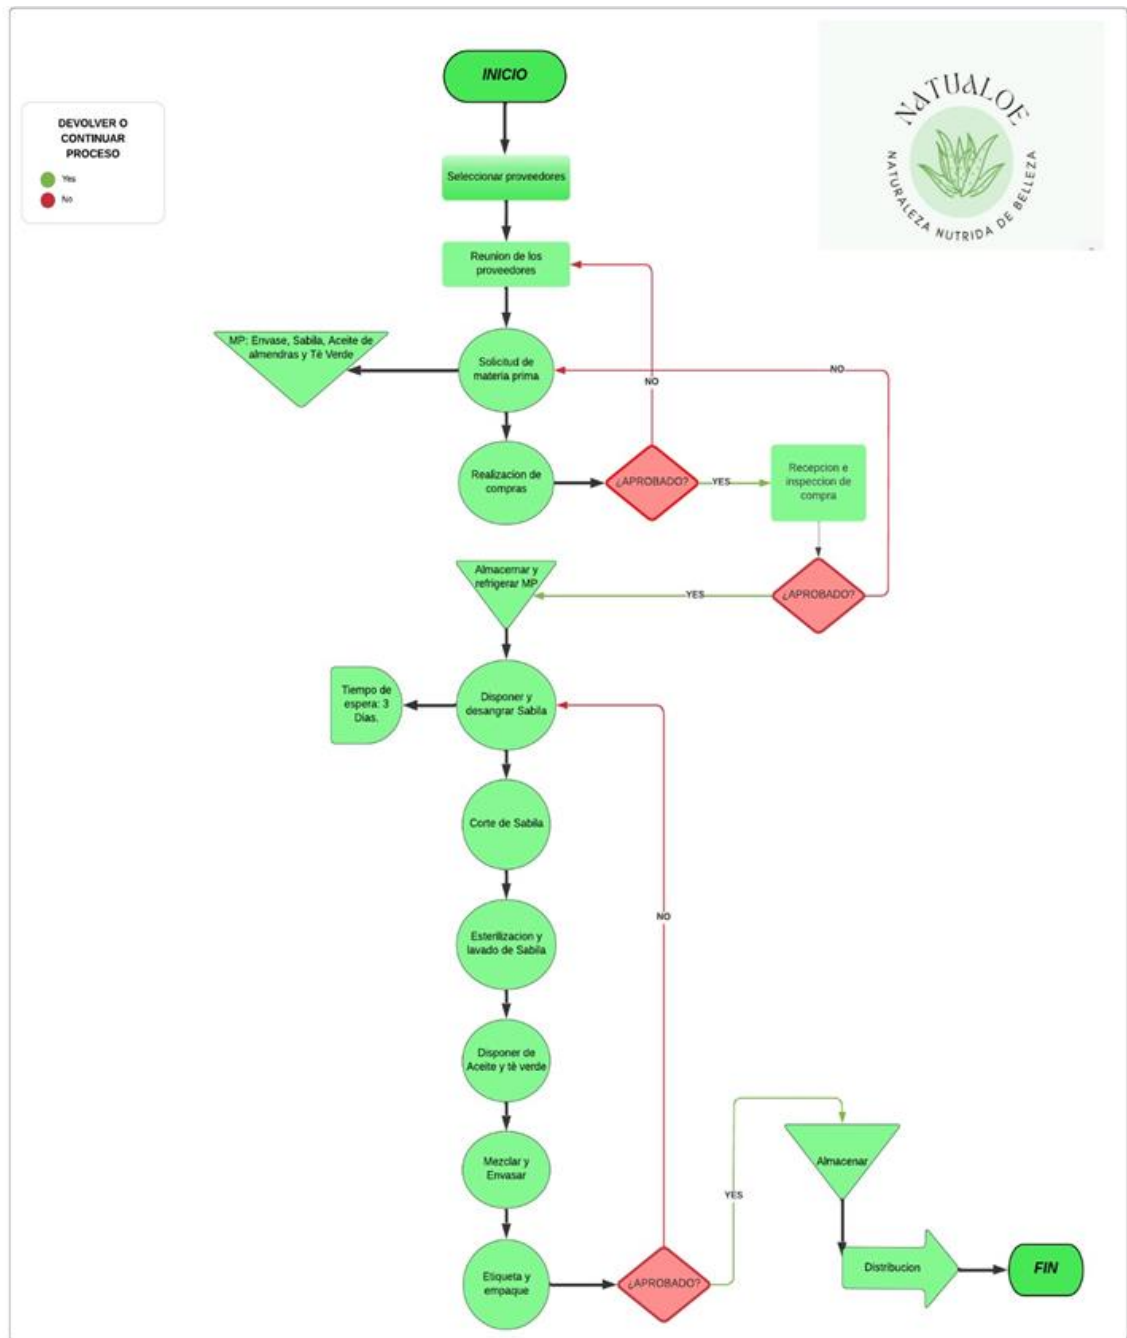 INICIO
DEVOLVER O
CONTINUAR
PROCESO
Yes
No
NATUALOE
NATURALEZA NUTRIDA DE BELLEZA
Seleccionar proveedores
Reunion de los
proveedores
MP: Envase, Sabila, Aceite de
almendras y Tè Verde
Solicitud de
materia prima
NO
NO
Realizacion de
compras
¿APROBADO?
YES
Recepcion e
inspeccion de
compra
Almacernar y
refrigerar MP
YES
¿APROBADO?
Tiempo de
espera: 3
Dias.
Disponer y
desangrar Sabila
Corte de Sabila
NO
Esterilizacion y
lavado de Sabila
Disponer de
Aceite y tè verde
Mezclar y
Envasar
YES
Almacenar
Etiqueta y
empaque
¿APROBADO?
Distribucion
FIN